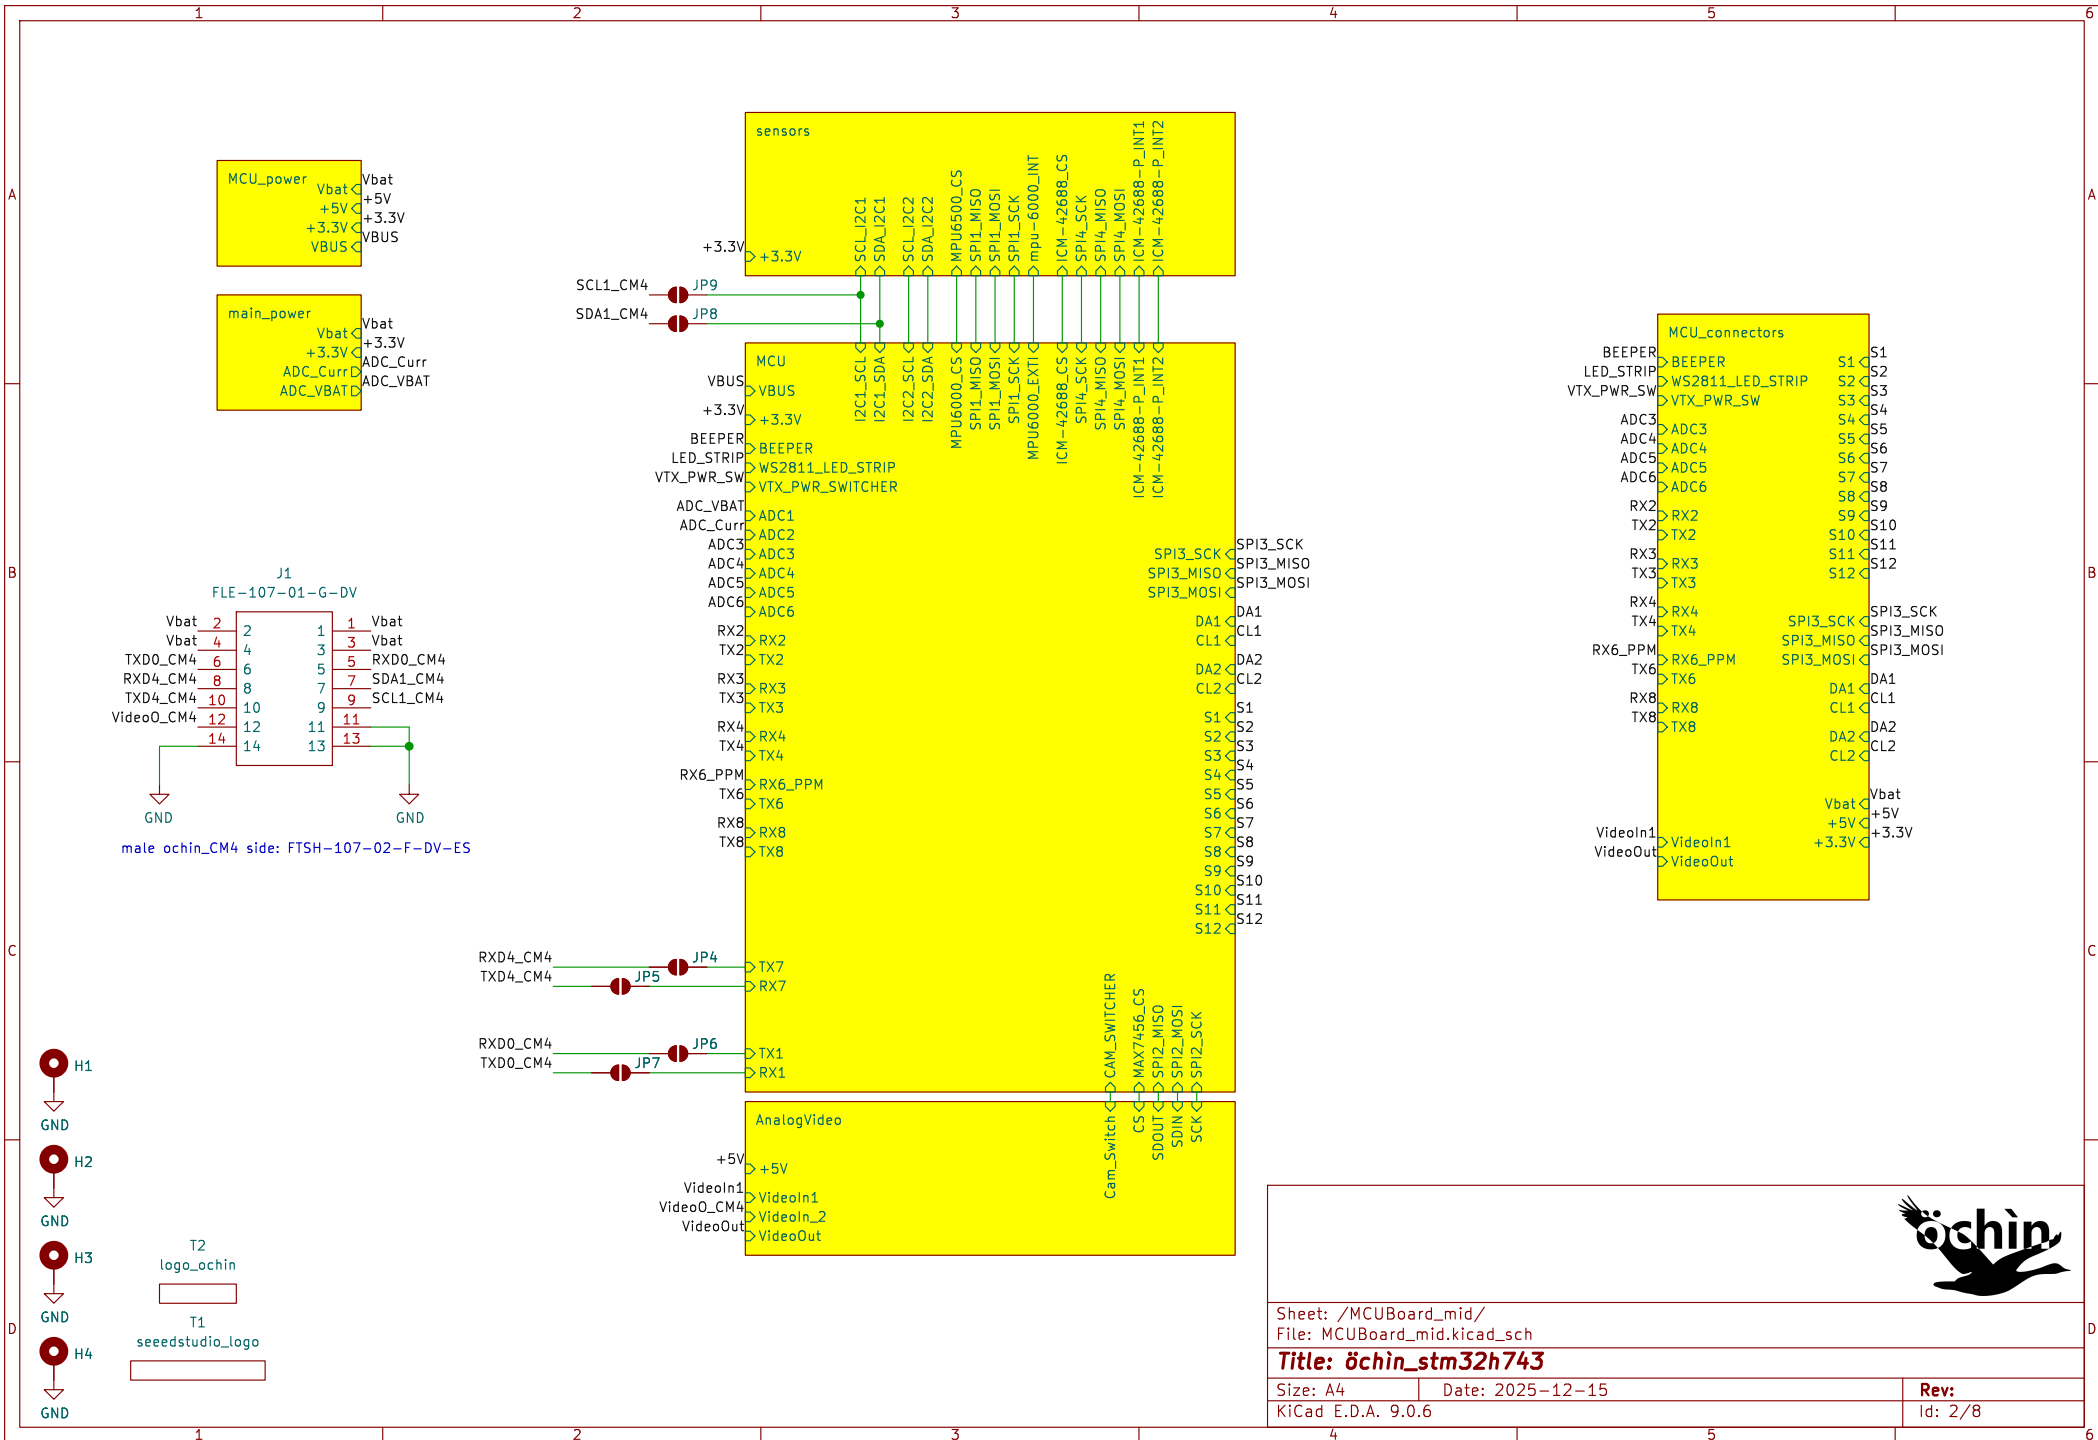 1 2 3 4 5 6
A
B
C
D
A
B
C
D
1 2 3 4 5 6
MCU_power
Vbat Vbat
+5V +5V
+3.3V +3.3V
VBUS VBUS
main_power
Vbat Vbat
+3.3V +3.3V
ADC_Curr ADC_Curr
ADC_VBAT ADC_VBAT
J1
FLE-107-01-G-DV
Vbat 2 2 1 1 Vbat
Vbat 4 4 3 3 Vbat
TXD0_CM4 6 6 5 5 RXD0_CM4
RXD4_CM4 8 8 7 7 SDA1_CM4
TXD4_CM4 10 10 9 9 SCL1_CM4
VideoO_CM4 12 12 11 11
14 14 13 13
GND GND
male ochin_CM4 side: FTSH-107-02-F-DV-ES
H1
GND
H2
GND
H3
GND
H4
GND
T2
logo_ochin
T1
seeedstudio_logo
sensors
+3.3V +3.3V
SCL_I2C1
SDA_I2C1
SCL_I2C2
SDA_I2C2
MPU6500_CS
SPI1_MISO
SPI1_MOSI
SPI1_SCK
mpu-6000_INT
ICM-42688_CS
SPI4_SCK
SPI4_MISO
SPI4_MOSI
ICM-42688-P_INT1
ICM-42688-P_INT2
SCL1_CM4 JP9
SDA1_CM4 JP8
MCU
I2C1_SCL
I2C1_SDA
I2C2_SCL
I2C2_SDA
MPU6000_CS
SPI1_MISO
SPI1_MOSI
SPI1_SCK
MPU6000_EXTI
ICM-42688_CS
SPI4_SCK
SPI4_MISO
SPI4_MOSI
ICM-42688-P_INT1
ICM-42688-P_INT2
VBUS VBUS
+3.3V +3.3V
BEEPER BEEPER
LED_STRIP WS2811_LED_STRIP
VTX_PWR_SW VTX_PWR_SWITCHER
ADC_VBAT ADC1
ADC_Curr ADC2
ADC3 ADC3
ADC4 ADC4
ADC5 ADC5
ADC6 ADC6
RX2 RX2
TX2 TX2
RX3 RX3
TX3 TX3
RX4 RX4
TX4 TX4
RX6_PPM RX6_PPM
TX6 TX6
RX8 RX8
TX8 TX8
RXD4_CM4 JP4 TX7
TXD4_CM4 JP5 RX7
RXD0_CM4 JP6 TX1
TXD0_CM4 JP7 RX1
SPI3_SCK SPI3_SCK
SPI3_MISO SPI3_MISO
SPI3_MOSI SPI3_MOSI
DA1 DA1
CL1 CL1
DA2 DA2
CL2 CL2
S1 S1
S2 S2
S3 S3
S4 S4
S5 S5
S6 S6
S7 S7
S8 S8
S9 S9
S10 S10
S11 S11
S12 S12
CAM_SWITCHER
MAX7456_CS
SPI2_MISO
SPI2_MOSI
SPI2_SCK
AnalogVideo
Cam_Switch
CS
SDOUT
SDIN
SCK
+5V +5V
VideoIn1 VideoIn1
VideoO_CM4 VideoIn_2
VideoOut VideoOut
MCU_connectors
BEEPER BEEPER
LED_STRIP WS2811_LED_STRIP
VTX_PWR_SW VTX_PWR_SW
ADC3 ADC3
ADC4 ADC4
ADC5 ADC5
ADC6 ADC6
RX2 RX2
TX2 TX2
RX3 RX3
TX3 TX3
RX4 RX4
TX4 TX4
RX6_PPM RX6_PPM
TX6 TX6
RX8 RX8
TX8 TX8
VideoIn1 VideoIn1
VideoOut VideoOut
S1 S1
S2 S2
S3 S3
S4 S4
S5 S5
S6 S6
S7 S7
S8 S8
S9 S9
S10 S10
S11 S11
S12 S12
SPI3_SCK SPI3_SCK
SPI3_MISO SPI3_MISO
SPI3_MOSI SPI3_MOSI
DA1 DA1
CL1 CL1
DA2 DA2
CL2 CL2
Vbat Vbat
+5V +5V
+3.3V +3.3V
öchìn
Sheet: /MCUBoard_mid/
File: MCUBoard_mid.kicad_sch
Title: öchìn_stm32h743
Size: A4 Date: 2025-12-15 Rev:
KiCad E.D.A. 9.0.6 Id: 2/8